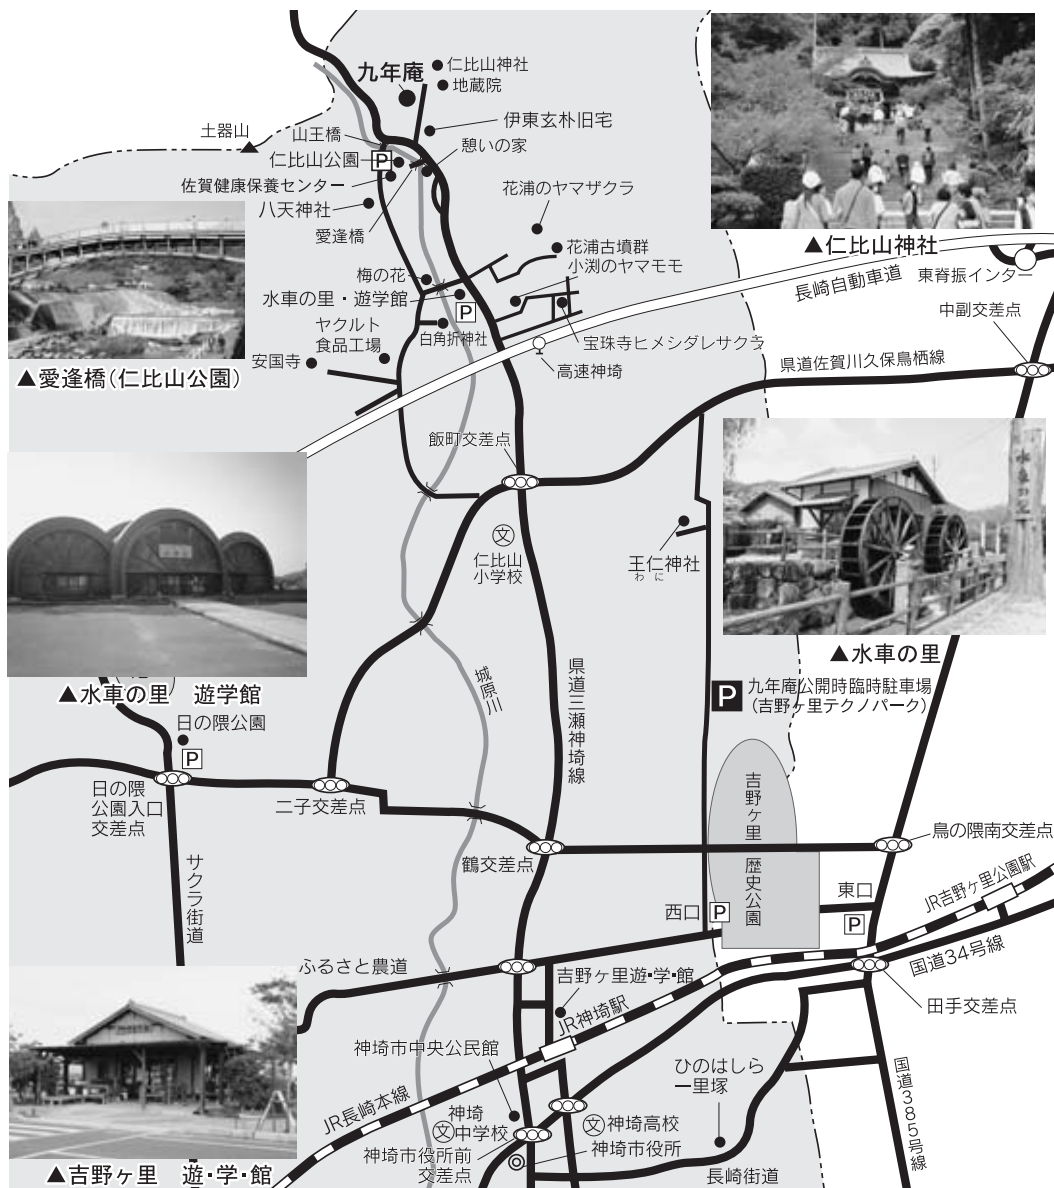 九年庵
仁比山神社
地蔵院
伊東玄朴旧宅
土器山
山王橋
憩いの家
仁比山公園
P
佐賀健康保養センター
八天神社
愛逢橋
花浦のヤマザクラ
花浦古墳群
小渕のヤマモモ
梅の花
水車の里・遊学館
P
ヤクルト
食品工場
白角折神社
安国寺
宝珠寺ヒメシダレサクラ
高速神埼
▲仁比山神社
長崎自動車道
東脊振インター
中副交差点
県道佐賀川久保鳥栖線
▲愛逢橋(仁比山公園)
飯町交差点
文
仁比山
小学校
王仁神社
わに
水車の里
▲水車の里
▲水車の里 遊学館
城原川
県道三瀬神埼線
P
九年庵公開時臨時駐車場
(吉野ヶ里テクノパーク)
日の隈公園
P
日の隈
公園入口
交差点
二子交差点
吉野ヶ里 歴史公園
鳥の隈南交差点
鶴交差点
サクラ街道
西口
P
東口
P
JR吉野ヶ里公園駅
国道34号線
ふるさと農道
吉野ヶ里遊・学・館
JR神埼駅
田手交差点
神埼市中央公民館
ひのはしら
一里塚
国道385号線
JR長崎本線
神埼
文中学校
文
神埼高校
神埼市役所前
交差点
神埼市役所
長崎街道
▲吉野ヶ里 遊・学・館